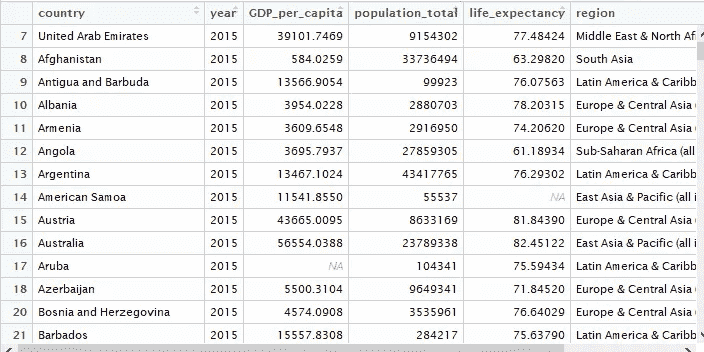 country year GDP_per_capita population_total life_expectancy region
7 United Arab Emirates 2015 39101.7469 9154302 77.48424 Middle East & North Af
8 Afghanistan 2015 584.0259 33736494 63.29820 South Asia
9 Antigua and Barbuda 2015 13566.9054 99923 76.07563 Latin America & Caribb
10 Albania 2015 3954.0228 2880703 78.20315 Europe & Central Asia (
11 Armenia 2015 3609.6548 2916950 74.20620 Europe & Central Asia (
12 Angola 2015 3695.7937 27859305 61.18934 Sub-Saharan Africa (all
13 Argentina 2015 13467.1024 43417765 76.29302 Latin America & Caribb
14 American Samoa 2015 11541.8550 55537 NA East Asia & Pacific (all i
15 Austria 2015 43665.0095 8633169 81.84390 Europe & Central Asia (
16 Australia 2015 56554.0388 23789338 82.45122 East Asia & Pacific (all i
17 Aruba 2015 NA 104341 75.59434 Latin America & Caribb
18 Azerbaijan 2015 5500.3104 9649341 71.84520 Europe & Central Asia (
20 Bosnia and Herzegovina 2015 4574.0908 3535961 76.64029 Europe & Central Asia (
21 Barbados 2015 15557.8308 284217 75.63790 Latin America & Caribb